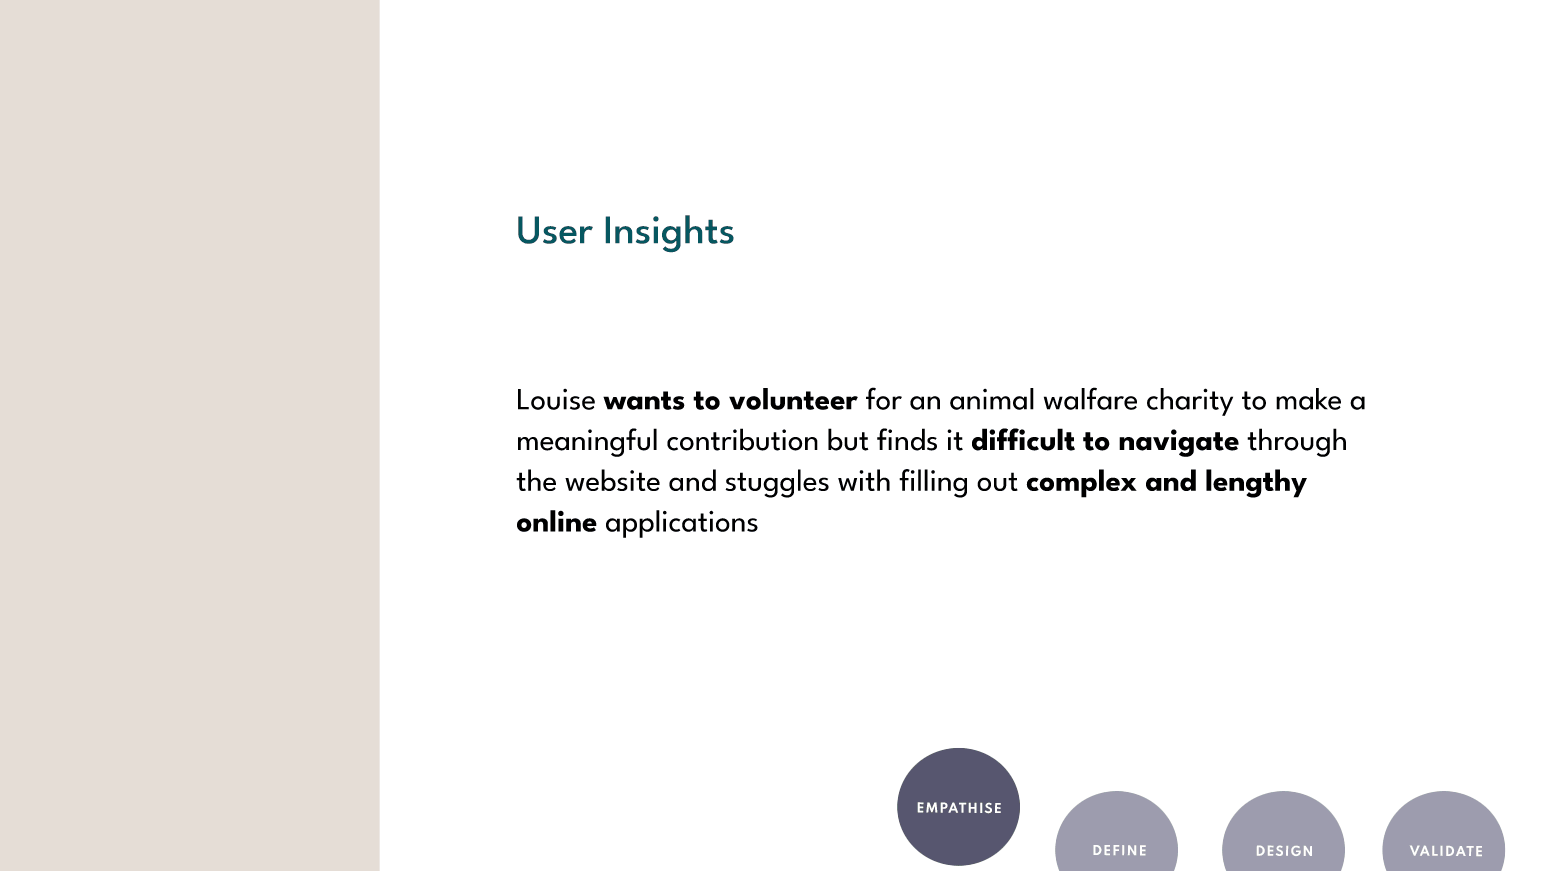 User Insights
Louise wants to volunteer for an animal walfare charity to make a
meaningful contribution but finds it difficult to navigate through
the website and stuggles with filling out complex and lengthy
online applications
EMPATHISE
DEFINE
DESIGN
VALIDATE